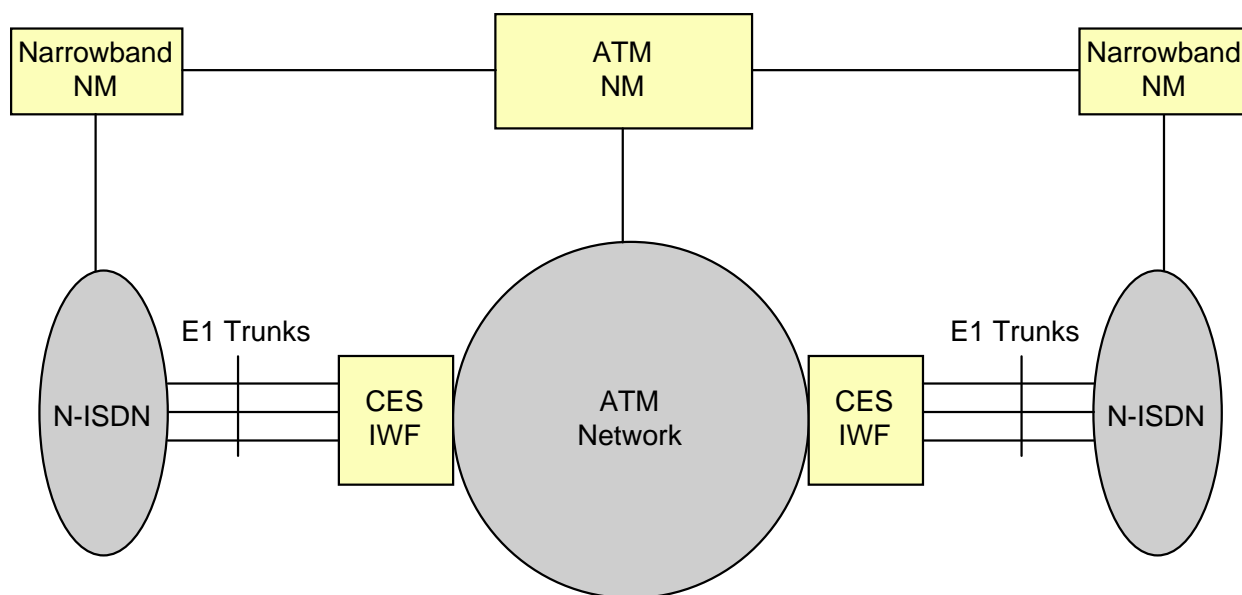 Narrowband
NM
ATM
NM
Narrowband
NM
E1 Trunks
E1 Trunks
N-ISDN
CES
IWF
ATM
Network
CES
IWF
N-ISDN